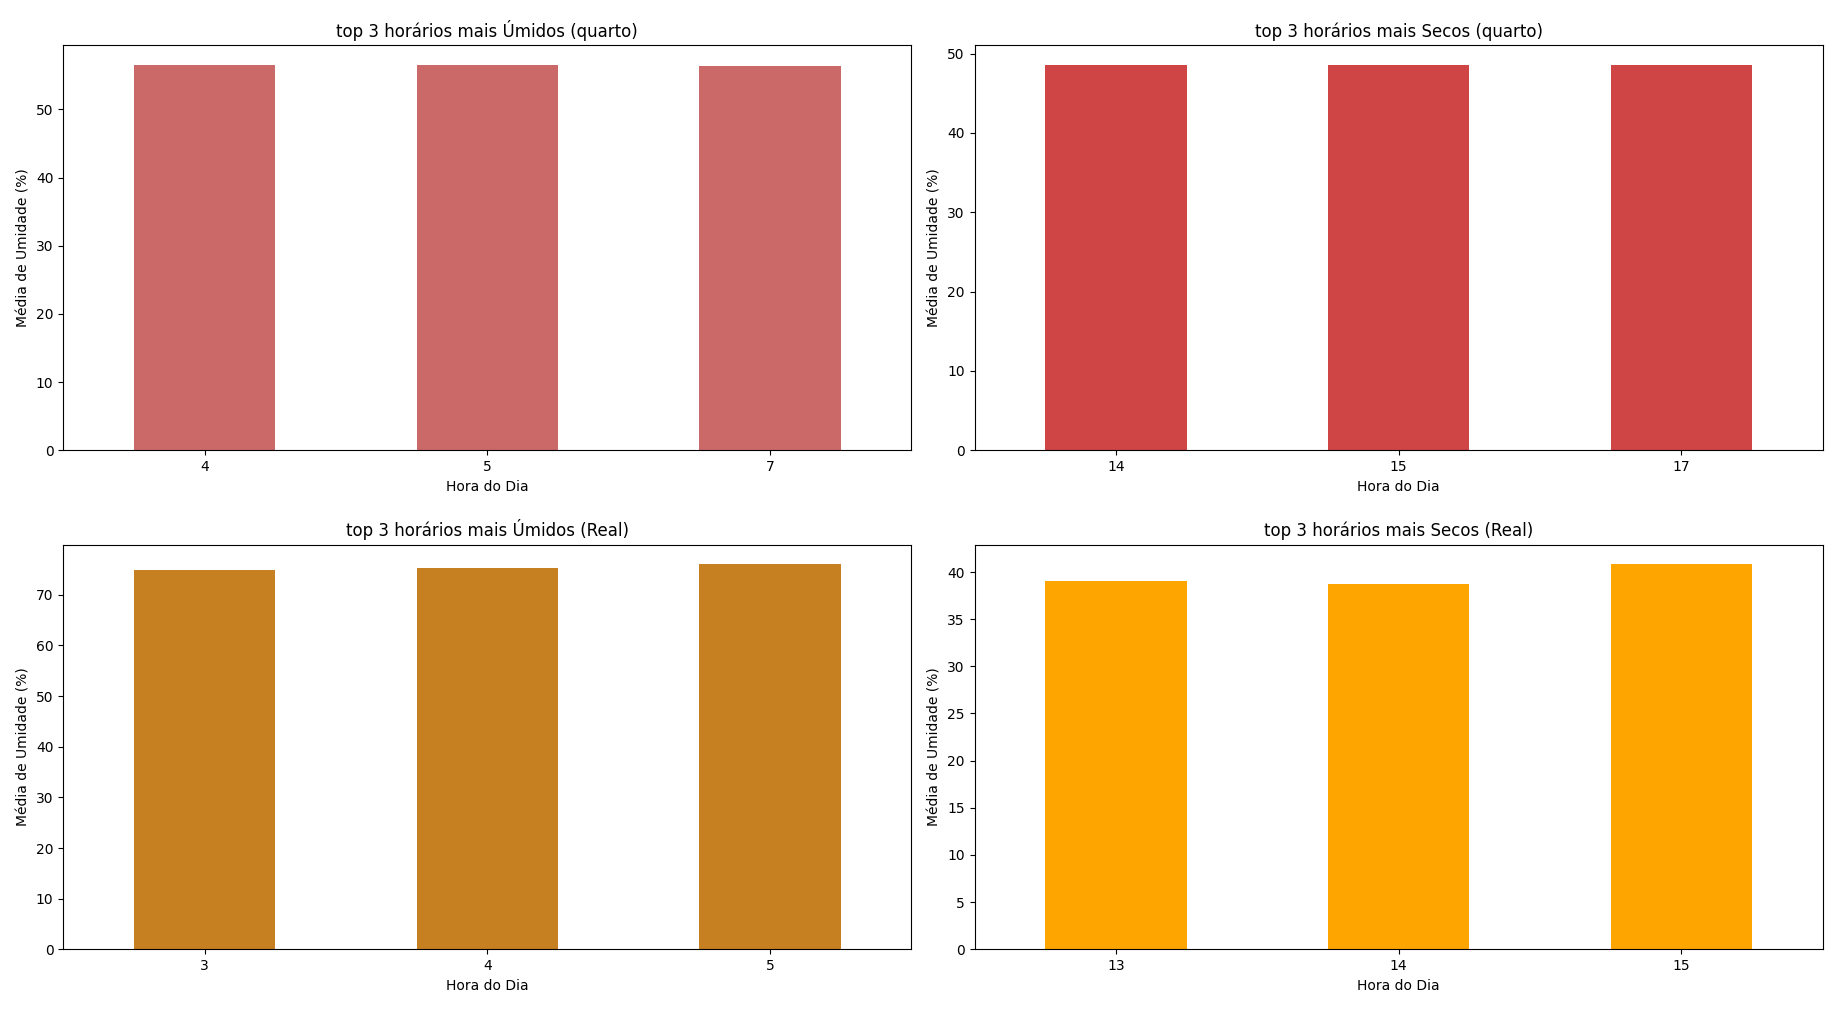 top 3 horários mais Úmidos (quarto)
Média de Umidade (%)
50
40
30
20
10
0
4 5 7
Hora do Dia
top 3 horários mais Secos (quarto)
Média de Umidade (%)
50
40
30
20
10
0
14 15 17
Hora do Dia
top 3 horários mais Úmidos (Real)
Média de Umidade (%)
70
60
50
40
30
20
10
0
3 4 5
Hora do Dia
top 3 horários mais Secos (Real)
Média de Umidade (%)
40
35
30
25
20
15
10
5
0
13 14 15
Hora do Dia